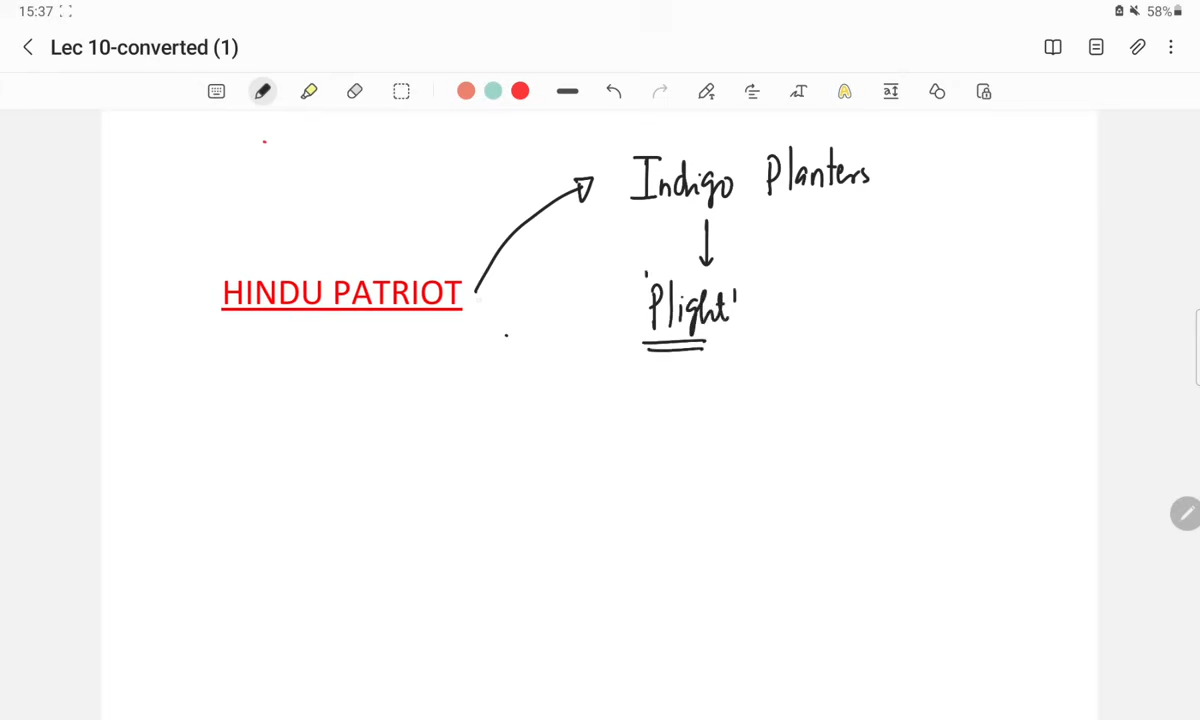 15:37
58%
Lec 10-converted (1)
Indigo Planters
HINDU PATRIOT
'Plight'